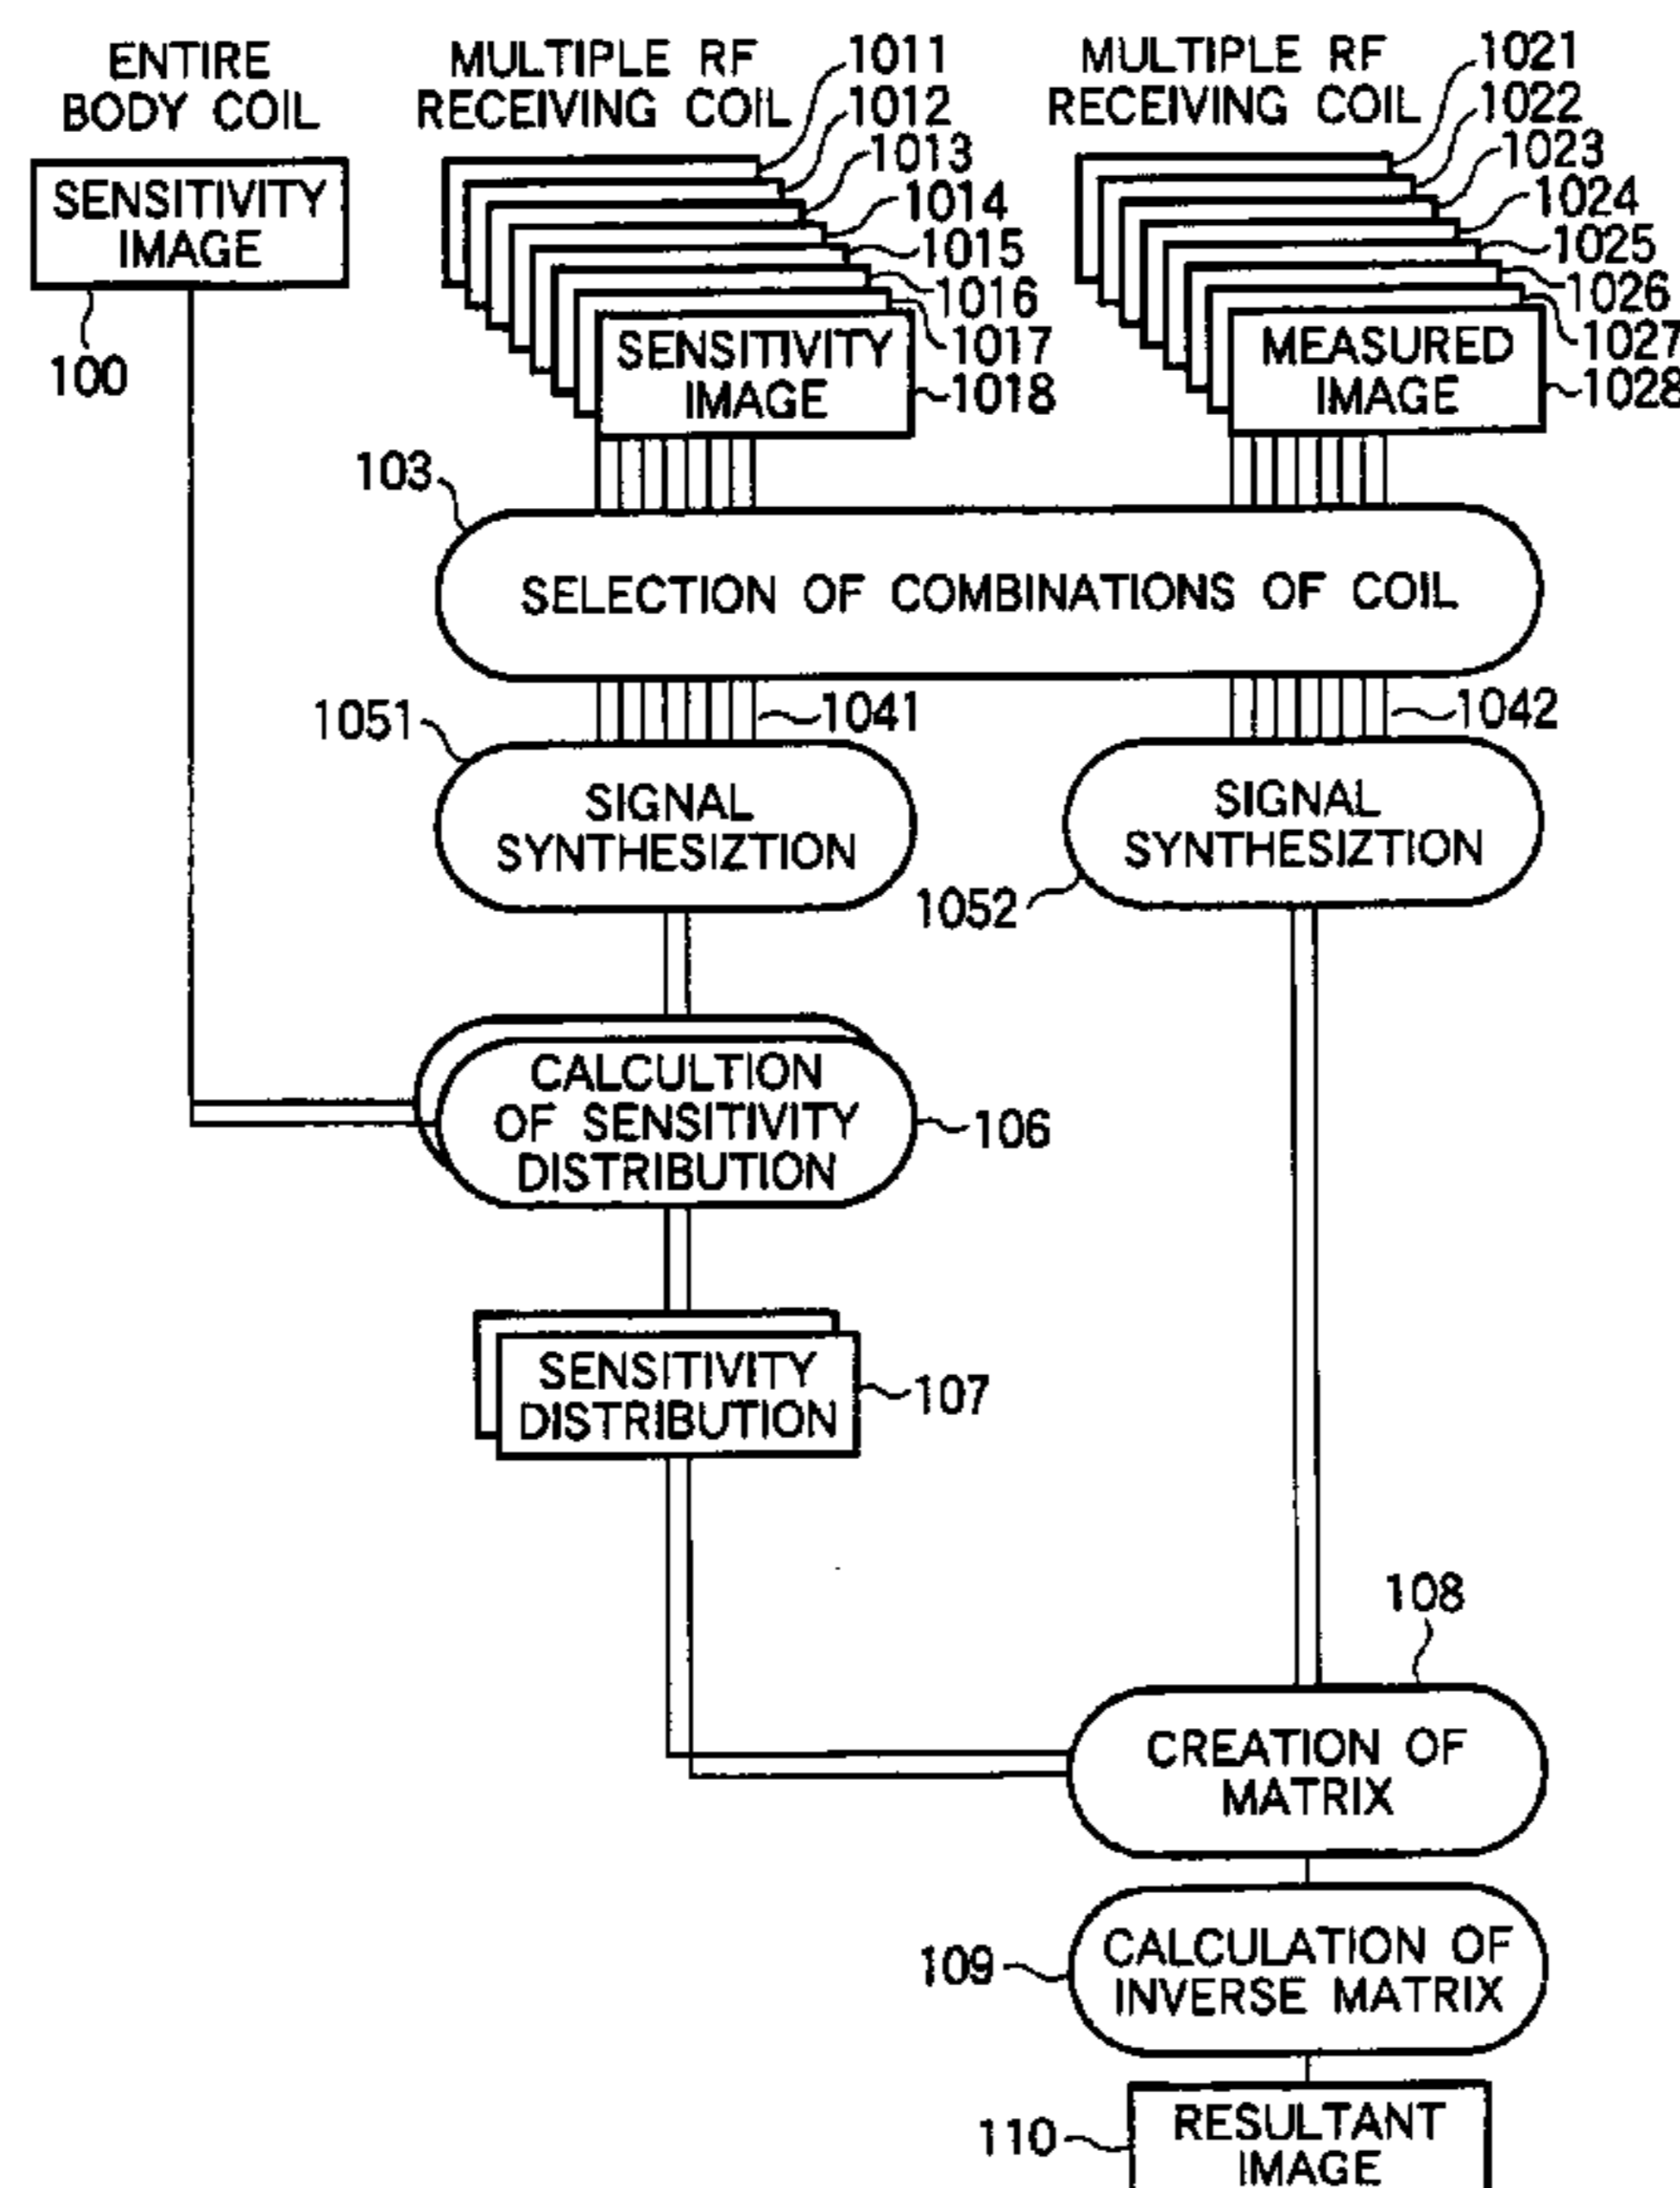 ENTIRE
BODY COIL
SENSITIVITY
IMAGE
100
MULTIPLE RF
RECEIVING COIL
1011
1012
1013
1014
1015
1016
1017
1018
SENSITIVITY
IMAGE
MULTIPLE RF
RECEIVING COIL
1021
1022
1023
1024
1025
1026
1027
1028
MEASURED
IMAGE
103
SELECTION OF COMBINATIONS OF COIL
1041
1042
1051
SIGNAL
SYNTHESIZTION
1052
SIGNAL
SYNTHESIZTION
CALCULTION
OF SENSITIVITY
DISTRIBUTION
106
SENSITIVITY
DISTRIBUTION
107
108
CREATION OF
MATRIX
109
CALCULATION OF
INVERSE MATRIX
110
RESULTANT
IMAGE